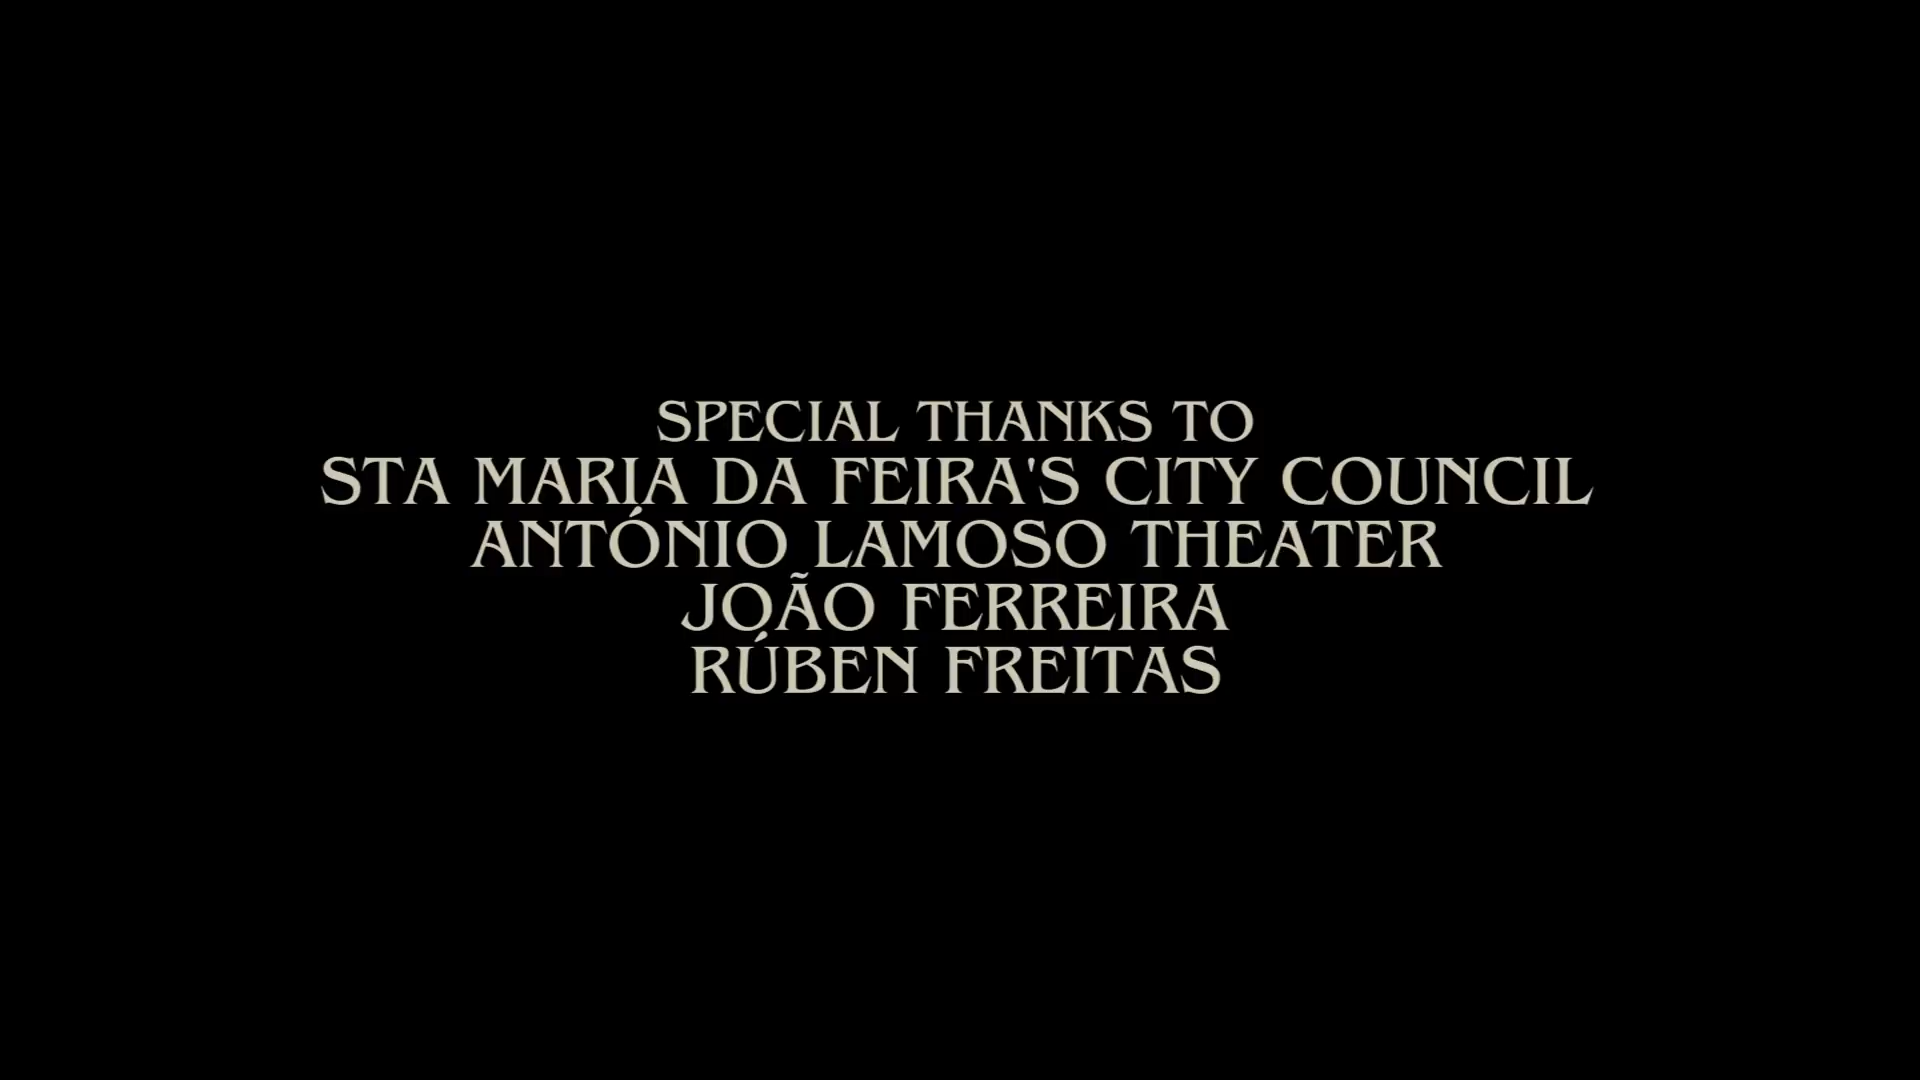 SPECIAL THANKS TO
STA MARIA DA FEIRA'S CITY COUNCIL
ANTÓNIO LAMOSO THEATER
JOÃO FERREIRA
RÚBEN FREITAS